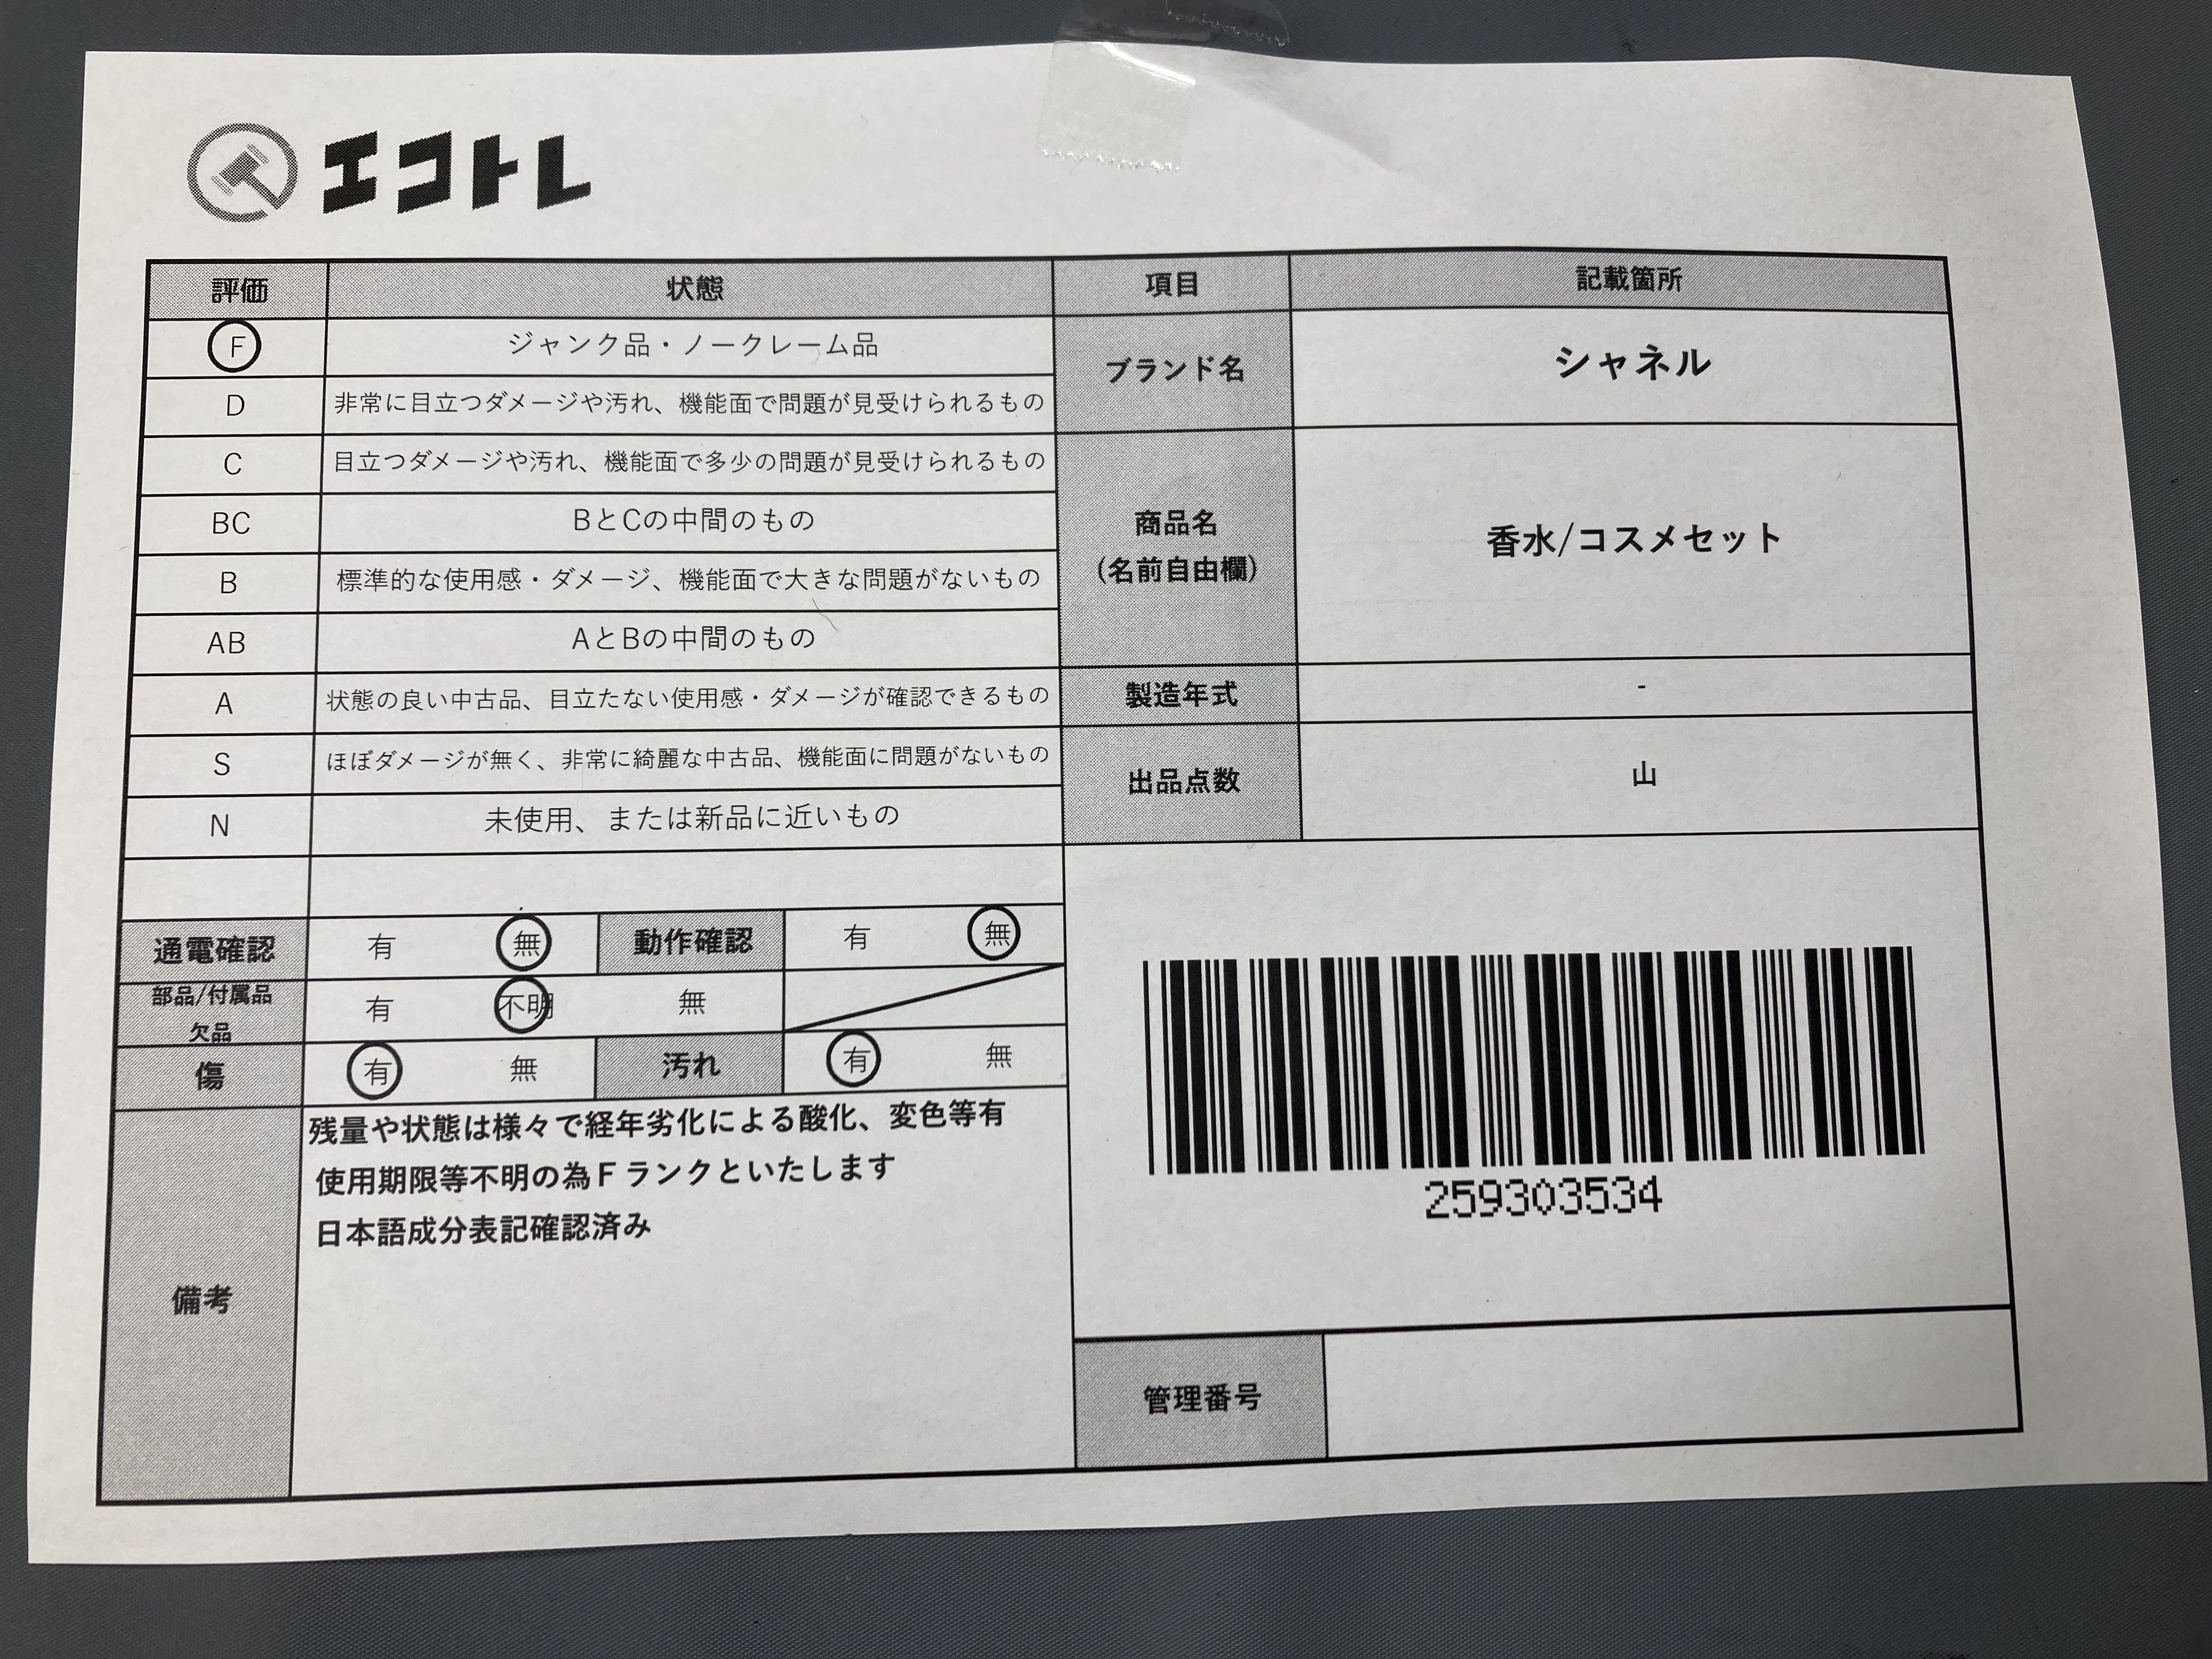 エコトレ
評価 状態 項目 記載箇所
F ジャンク品・ノークレーム品
D 非常に目立つダメージや汚れ、機能面で問題が見受けられるもの
C 目立つダメージや汚れ、機能面で多少の問題が見受けられるもの
BC BとCの中間のもの
B 標準的な使用感・ダメージ、機能面で大きな問題がないもの
AB AとBの中間のもの
A 状態の良い中古品、目立たない使用感・ダメージが確認できるもの
S ほぼダメージが無く、非常に綺麗な中古品、機能面に問題がないもの
N 未使用、または新品に近いもの
ブランド名 シャネル
商品名
(名前自由欄)
香水/コスメセット
製造年式 -
出品点数 山
通電確認 有 無 動作確認 有 無
部品/付属品
欠品
有 不明 無
傷 有 無 汚れ 有 無
備考
残量や状態は様々で経年劣化による酸化、変色等有
使用期限等不明の為Fランクといたします
日本語成分表記確認済み
259303534
管理番号